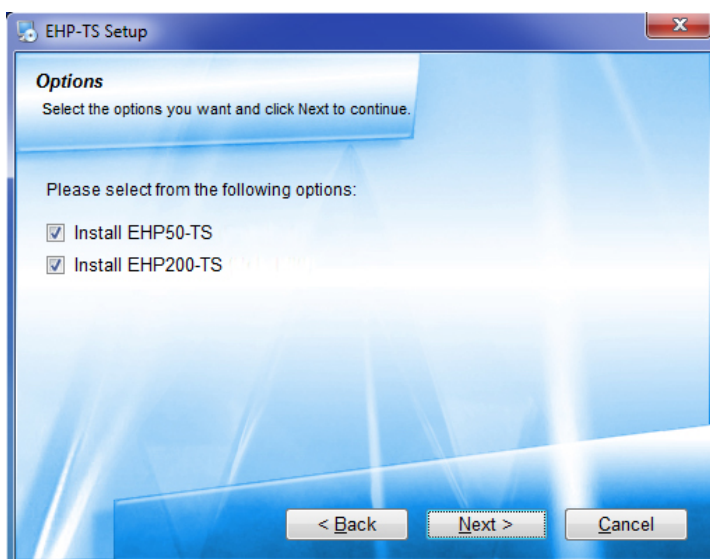 EHP-TS Setup
Options
Select the options you want and click Next to continue.
Please select from the following options:
Install EHP50-TS
Install EHP200-TS
< Back Next > Cancel